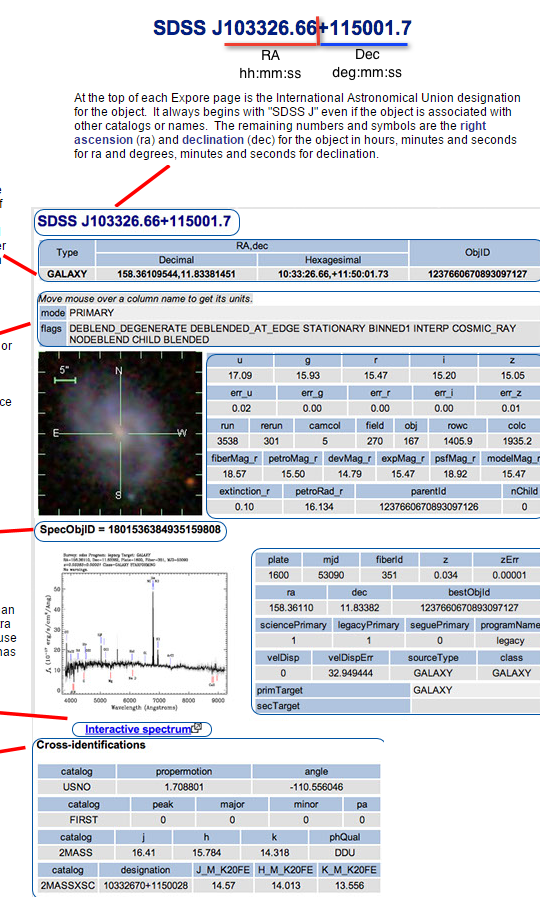 SDSS J103326.66+115001.7
RA Dec
hh:mm:ss deg:mm:ss
At the top of each Expore page is the International Astronomical Union designation
for the object. It always begins with "SDSS J" even if the object is associated with
other catalogs or names. The remaining numbers and symbols are the right
ascension (ra) and declination (dec) for the object in hours, minutes and seconds
for ra and degrees, minutes and seconds for declination.
SDSS J103326.66+115001.7
Type RA,dec ObjID
Decimal Hexagesimal
GALAXY 158.36109544,11.83381451 10:33:26.66,+11:50:01.73 1237660670893097127
Move mouse over a column name to get its units.
mode PRIMARY
or
flags DEBLEND_DEGENERATE DEBLENDED_AT_EDGE STATIONARY BINNED1 INTERP COSMIC_RAY
NODEBLEND CHILD BLENDED
5" N
E W
S
ce
u g r i z
17.09 15.93 15.47 15.20 15.05
err_u err_g err_r err_i err_z
0.02 0.00 0.00 0.00 0.01
run rerun camcol field obj rowc colc
3538 301 5 270 167 1405.9 1935.2
fiberMag_r petroMag_r devMag_r expMag_r psfMag_r modelMag_r
18.57 15.50 14.79 15.47 18.92 15.47
extinction_r petroRad_r parentId nChild
0.10 16.134 1237660670893097126 0
SpecObjID = 1801536384935159808
plate mjd fiberId z zErr
1600 53090 351 0.034 0.00001
ra dec bestObjId
158.36110 11.83382 1237660670893097127
sciencePrimary legacyPrimary seguePrimary programName
1 1 0 legacy
velDisp velDispErr sourceType class
0 32.949444 GALAXY GALAXY
primTarget GALAXY
secTarget
No warnings.
50
40
30
20
10
0
4000 5000 6000 7000 8000 9000
Wavelength (Angstroms)
an
ra
use
nas
Interactive spectrum
Cross-identifications
catalog propermotion angle
USNO 1.708801 -110.556046
catalog peak major minor pa
FIRST 0 0 0 0
catalog j h k phQual
2MASS 16.41 15.784 14.318 DDU
catalog designation J_M_K20FE H_M_K20FE K_M_K20FE
2MASSXSC 10332670+1150028 14.57 14.013 13.556